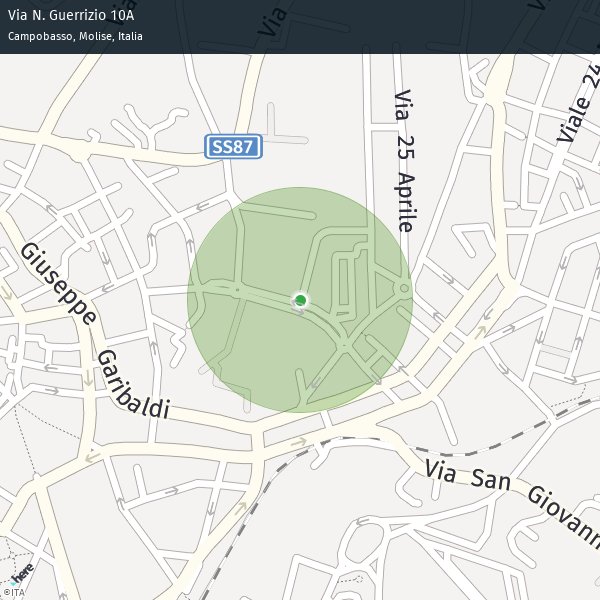 Via N. Guerrizio 10A
Campobasso, Molise, Italia
Via
Via
Viale 24
SS87
Via 25 Aprile
Giuseppe Garibaldi
Via San Giovann
here
©ITA